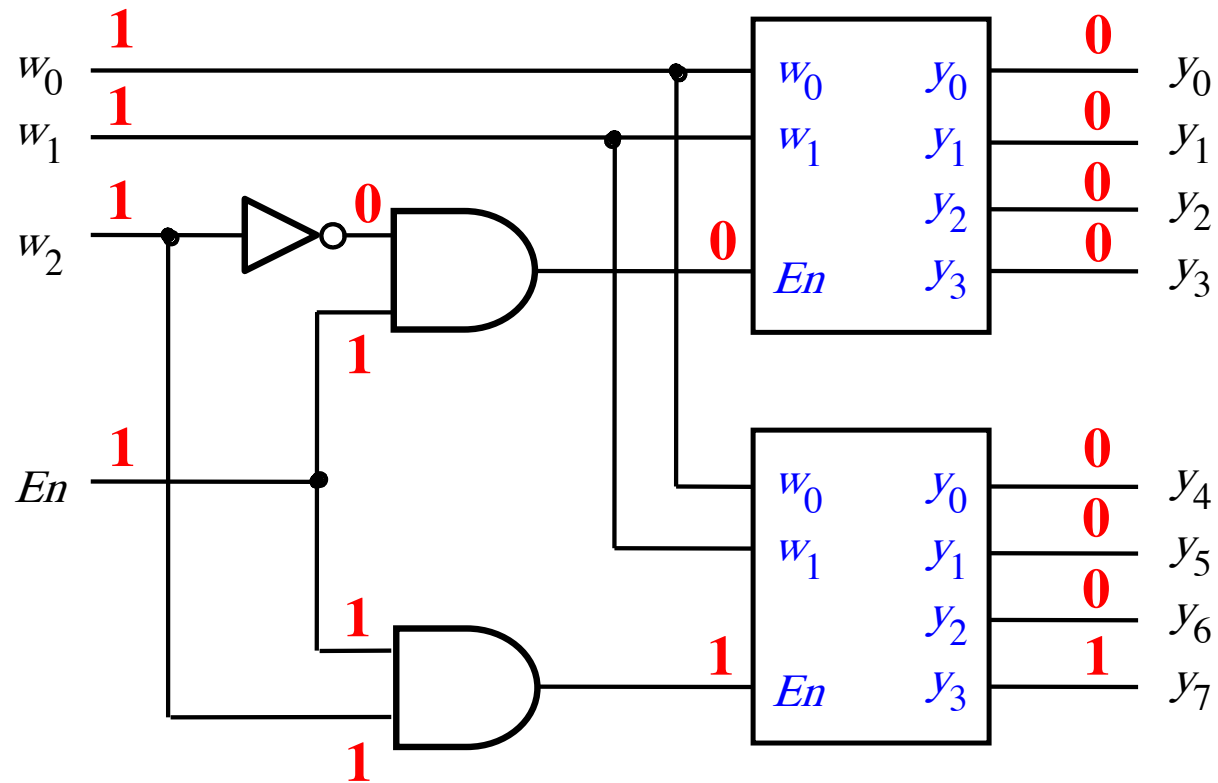 1 0
w0 w0 y0 y0
1 0
w1 w1 y1 y1
1 0 0
w2 y2 y2
0 0
En y3 y3
1
1 0
En w0 y0 y4
0
w1 y1 y5
1 0
y2 y6
1 1
En y3 y7
1